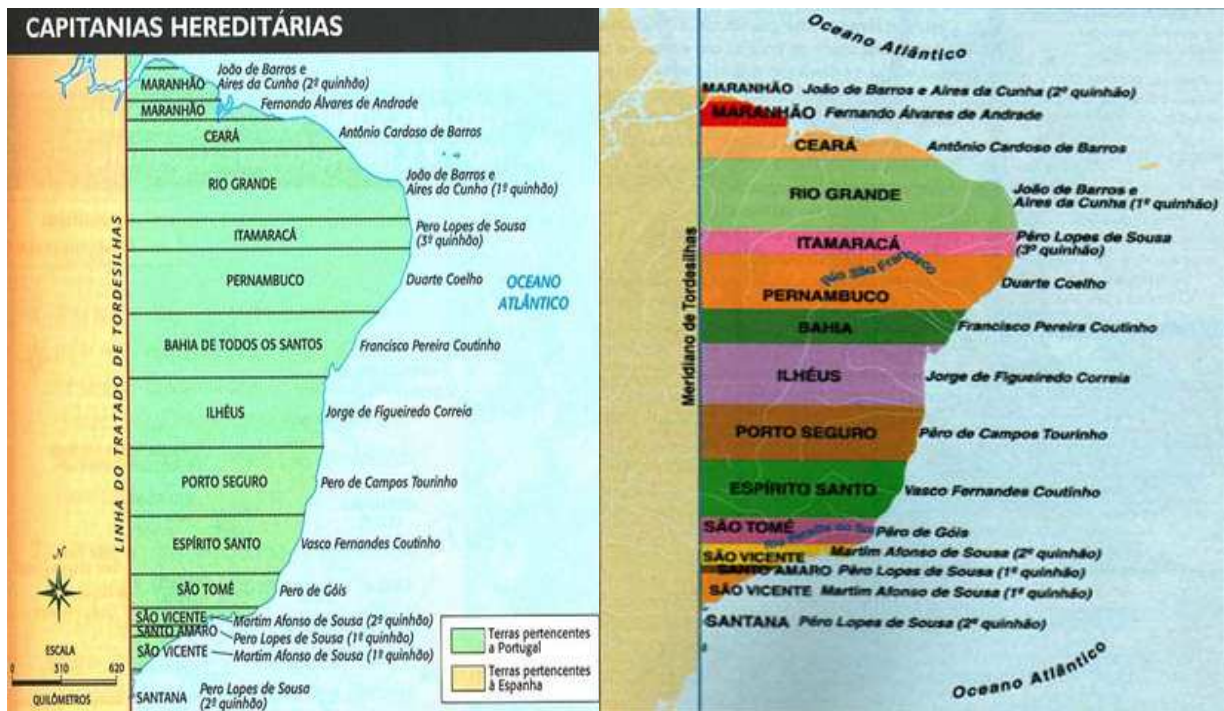 CAPITANIAS HEREDITÁRIAS
João de Barros e
Aires da Cunha (2º quinhão)
MARANHÃO
Fernando Álvares de Andrade
MARANHÃO
Antônio Cardoso de Barros
CEARÁ
João de Barros e
Aires da Cunha (1º quinhão)
RIO GRANDE
Pero Lopes de Sousa
(3º quinhão)
ITAMARACÁ
PERNAMBUCO
Duarte Coelho
OCEANO
ATLÂNTICO
BAHIA DE TODOS OS SANTOS
Francisco Pereira Coutinho
ILHÉUS
Jorge de Figueiredo Correia
PORTO SEGURO
Pero de Campos Tourinho
ESPÍRITO SANTO
Vasco Fernandes Coutinho
SÃO TOMÉ
Pero de Góis
SÃO VICENTE
Martim Afonso de Sousa (2º quinhão)
SANTO AMARO
Pero Lopes de Sousa (1º quinhão)
SÃO VICENTE
Martim Afonso de Sousa (1º quinhão)
SANTANA
Pero Lopes de Sousa
(2º quinhão)
LINHA DO TRATADO DE TORDESILHAS
N
ESCALA
0 310 620
QUILÔMETROS
Terras pertencentes
a Portugal
Terras pertencentes
à Espanha
Oceano Atlântico
MARANHÃO João de Barros e Aires da Cunha (2º quinhão)
MARANHÃO Fernando Álvares de Andrade
CEARÁ Antônio Cardoso de Barros
RIO GRANDE
João de Barros e
Aires da Cunha (1º quinhão)
ITAMARACÁ
Pêro Lopes de Sousa
(3º quinhão)
Rio São Francisco
PERNAMBUCO
Duarte Coelho
BAHIA
Francisco Pereira Coutinho
ILHÉUS
Jorge de Figueiredo Correia
PORTO SEGURO
Pêro de Campos Tourinho
ESPÍRITO SANTO
Vasco Fernandes Coutinho
SÃO TOMÉ
Rio Paraíba do Sul
Pêro de Góis
SÃO VICENTE Martim Afonso de Sousa (2º quinhão)
SANTO AMARO Pêro Lopes de Sousa (1º quinhão)
SÃO VICENTE Martim Afonso de Sousa (1º quinhão)
SANTANA Pêro Lopes de Sousa (2º quinhão)
Meridiano de Tordesilhas
Oceano Atlântico